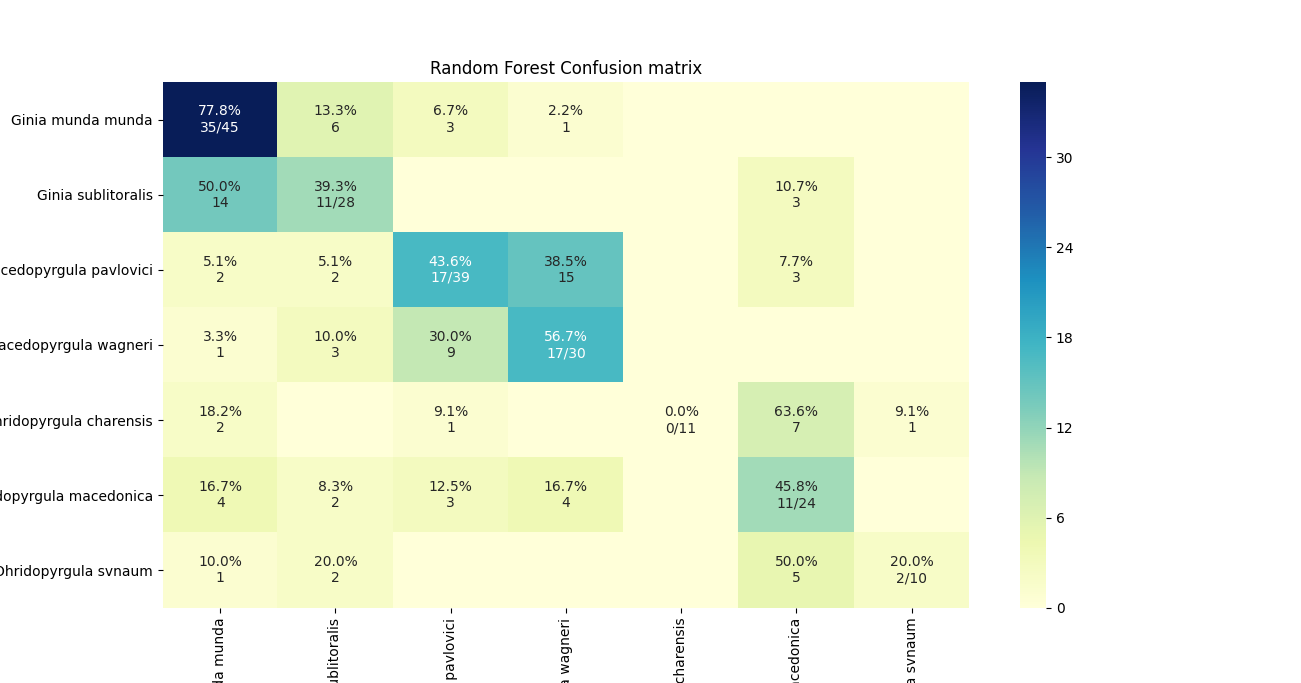 Random Forest Confusion matrix
Ginia munda munda
77.8% 13.3% 6.7% 2.2%
35/45 6 3 1
Ginia sublitoralis
50.0% 39.3% 10.7%
14 11/28 3
cedopyrgula pavlovici
5.1% 5.1% 43.6% 38.5% 7.7%
2 2 17/39 15 3
acedopyrgula wagneri
3.3% 10.0% 30.0% 56.7%
1 3 9 17/30
hridopyrgula charensis
18.2% 9.1% 0.0% 63.6% 9.1%
2 1 0/11 7 1
dopyrgula macedonica
16.7% 8.3% 12.5% 16.7% 45.8%
4 2 3 4 11/24
Ohridopyrgula svnaum
10.0% 20.0% 50.0% 20.0%
1 2 5 2/10
da munda
ublitoralis
pavlovici
a wagneri
charensis
cedonica
a svnaum
30
24
18
12
6
0